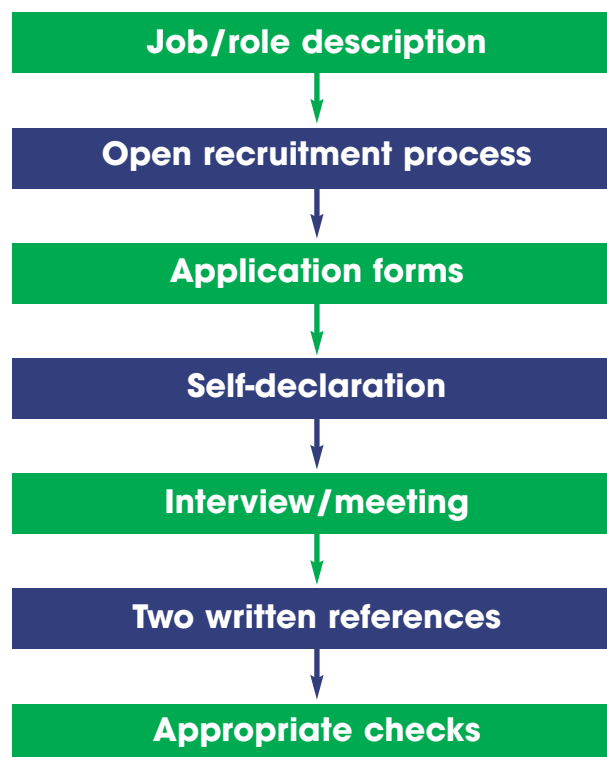 Job/role description
Open recruitment process
Application forms
Self-declaration
Interview/meeting
Two written references
Appropriate checks